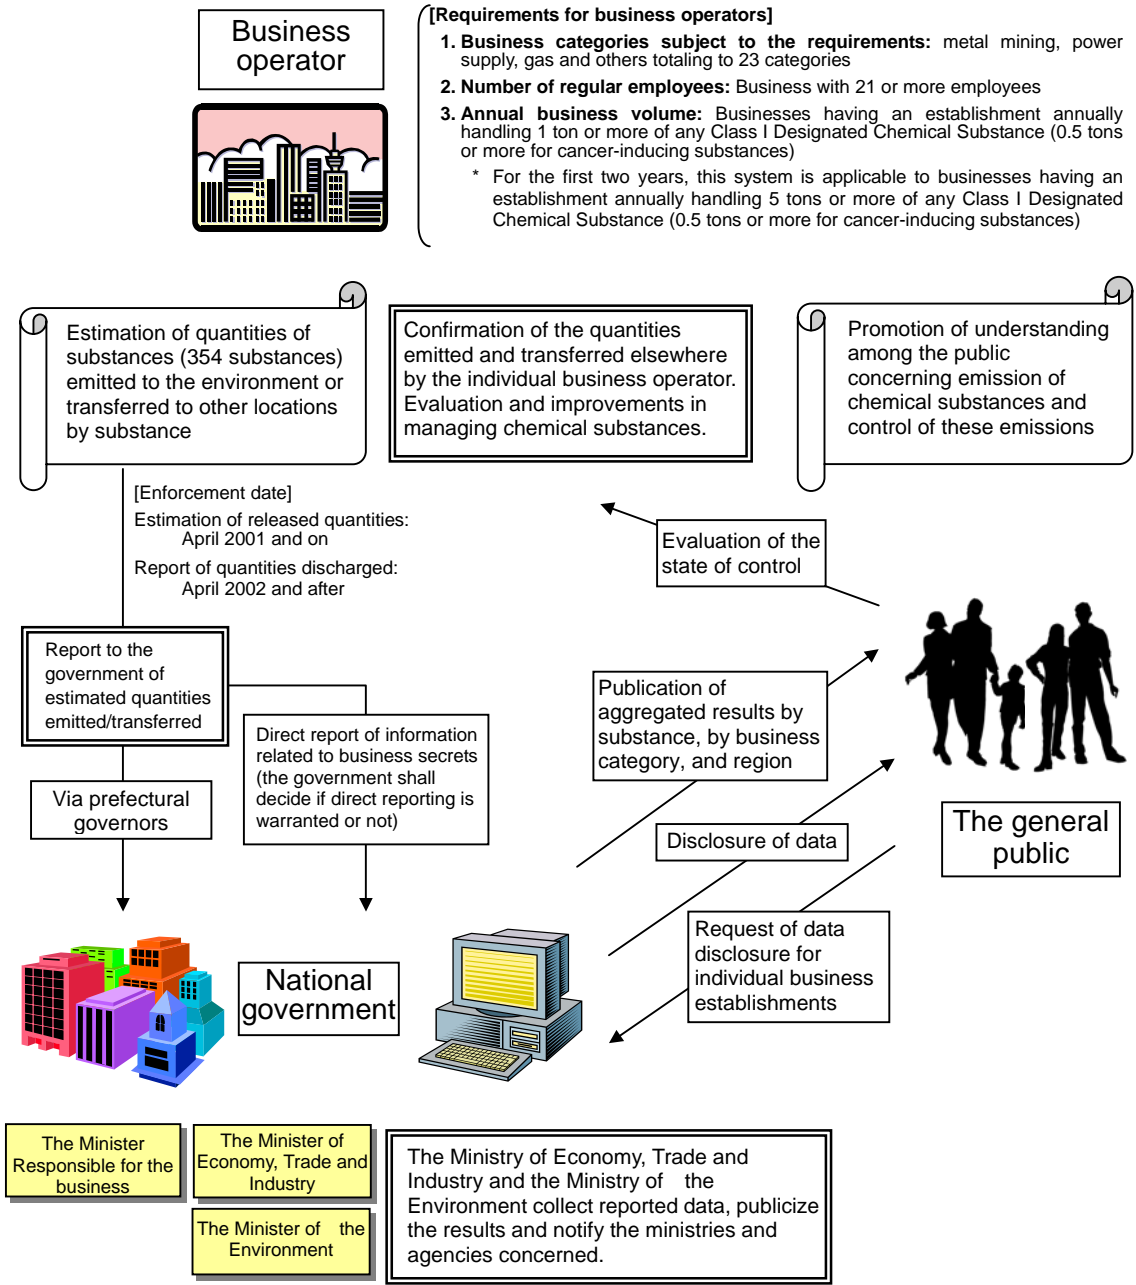 Business
operator
[Requirements for business operators]
1. Business categories subject to the requirements: metal mining, power
supply, gas and others totaling to 23 categories
2. Number of regular employees: Business with 21 or more employees
3. Annual business volume: Businesses having an establishment annually
handling 1 ton or more of any Class I Designated Chemical Substance (0.5 tons
or more for cancer-inducing substances)
* For the first two years, this system is applicable to businesses having an
establishment annually handling 5 tons or more of any Class I Designated
Chemical Substance (0.5 tons or more for cancer-inducing substances)
Estimation of quantities of
substances (354 substances)
emitted to the environment or
transferred to other locations
by substance
Confirmation of the quantities
emitted and transferred elsewhere
by the individual business operator.
Evaluation and improvements in
managing chemical substances.
Promotion of understanding
among the public
concerning emission of
chemical substances and
control of these emissions
[Enforcement date]
Estimation of released quantities:
April 2001 and on
Report of quantities discharged:
April 2002 and after
Evaluation of the
state of control
Report to the
government of
estimated quantities
emitted/transferred
Publication of
aggregated results by
substance, by business
category, and region
Direct report of information
related to business secrets
(the government shall
decide if direct reporting is
warranted or not)
Via prefectural
governors
Disclosure of data
The general
public
Request of data
disclosure for
individual business
establishments
National
government
The Minister
Responsible for the
business
The Minister of
Economy, Trade and
Industry
The Minister of the
Environment
The Ministry of Economy, Trade and
Industry and the Ministry of the
Environment collect reported data, publicize
the results and notify the ministries and
agencies concerned.